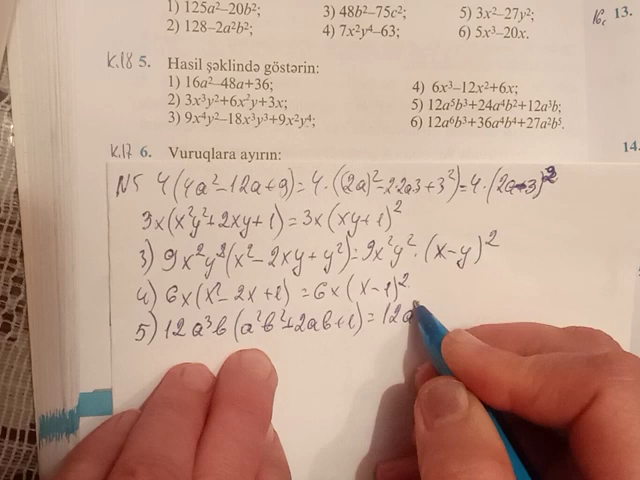 1) 125a²–20b²;
2) 128–2a²b²;
3) 48b²–75c²;
4) 7x²y⁴–63;
5) 3x²–27y²;
6) 5x³–20x.
13.
K.18 5. Hasil şəklində göstərin:
1) 16a²–48a+36;
2) 3x³y²+6x²y+3x;
3) 9x⁴y²–18x³y³+9x²y⁴;
4) 6x³–12x²+6x;
5) 12a⁵b³+24a⁴b²+12a³b;
6) 12a⁶b³+36a⁴b⁴+27a²b⁵.
K.17 6. Vuruqlara ayırın:
14.
N5 4(4a²–12a+9)=4·((2a)²–2·2a·3+3²)=4·(2a–3)²
3x(x²y²+2xy+1)=3x(xy+1)²
3) 9x²y²(x²–2xy+y²)=9x²y²·(x–y)²
4) 6x(x²–2x+1)=6x(x–1)²
5) 12a³b(a²b²+2ab+1)=12a